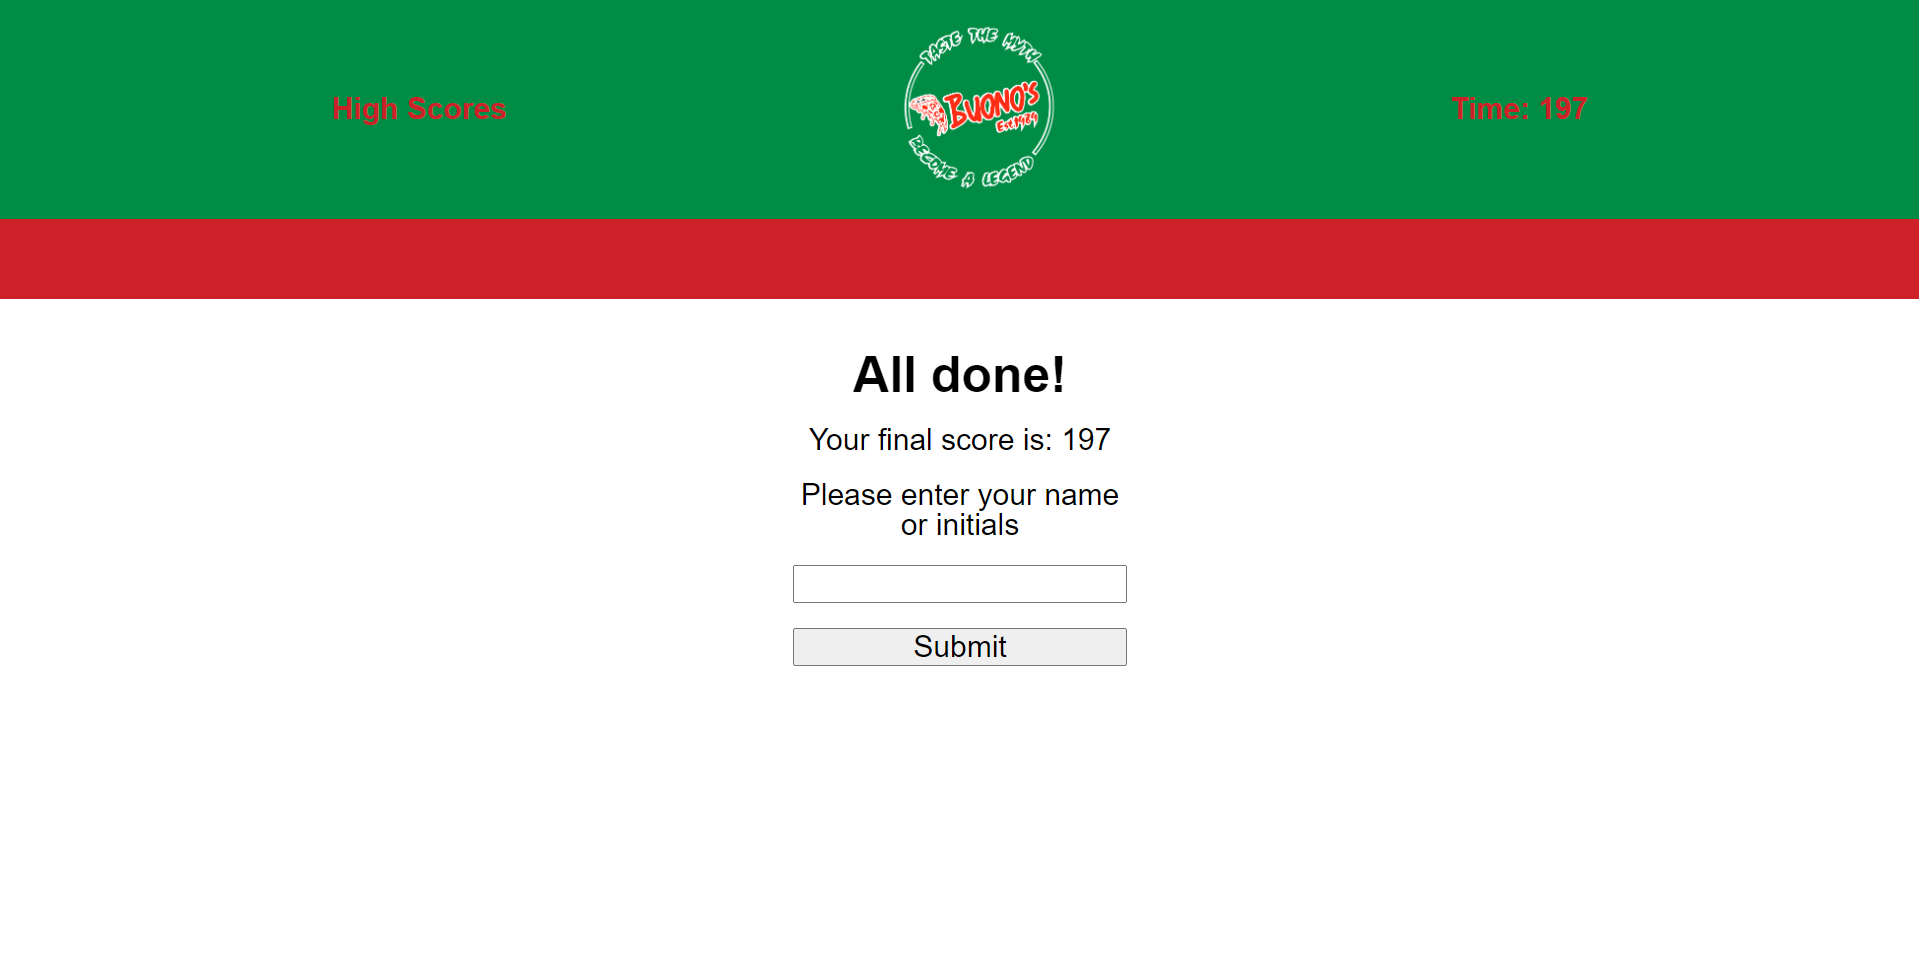 High Scores
TASTE THE MYTH
BUONO'S
Est.1984
BECOME A LEGEND
Time: 197
All done!
Your final score is: 197
Please enter your name
or initials
Submit